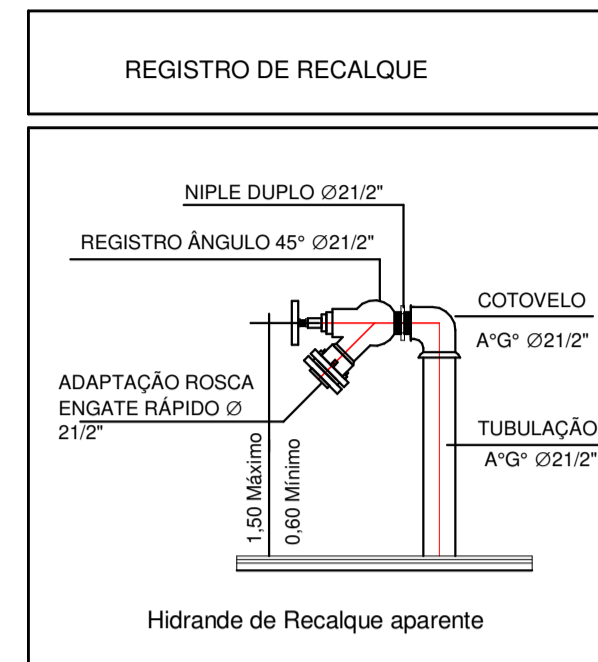 REGISTRO DE RECALQUE
NIPLE DUPLO Ø21/2"
REGISTRO ÂNGULO 45° Ø21/2"
COTOVELO
A°G° Ø21/2"
ADAPTAÇÃO ROSCA
ENGATE RÁPIDO Ø
21/2"
TUBULAÇÃO
A°G° Ø21/2"
1,50 Máximo
0,60 Mínimo
Hidrande de Recalque aparente